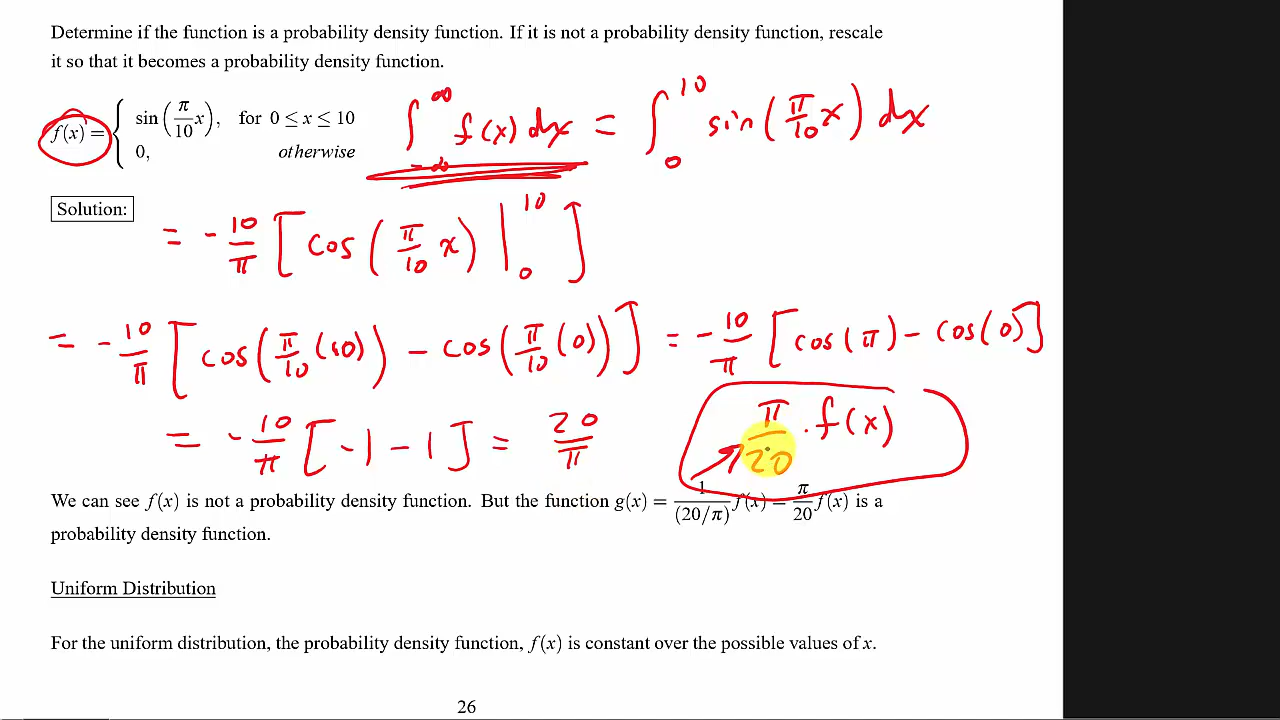 Determine if the function is a probability density function. If it is not a probability density function, rescale
it so that it becomes a probability density function.
f(x) = { sin(π/10 x), for 0 ≤ x ≤ 10
0, otherwise
∫_{-∞}^{∞} f(x) dx = ∫_0^{10} sin(π/10 x) dx
Solution:
= -10/π [cos(π/10 x) |_0^{10}]
= -10/π [cos(π/10 (10)) - cos(π/10 (0))] = -10/π [cos(π) - cos(0)]
= -10/π [-1 - 1] = 20/π
π/20 · f(x)
We can see f(x) is not a probability density function. But the function g(x) = 1/(20/π) f(x) = π/20 f(x) is a
probability density function.
Uniform Distribution
For the uniform distribution, the probability density function, f(x) is constant over the possible values of x.
26